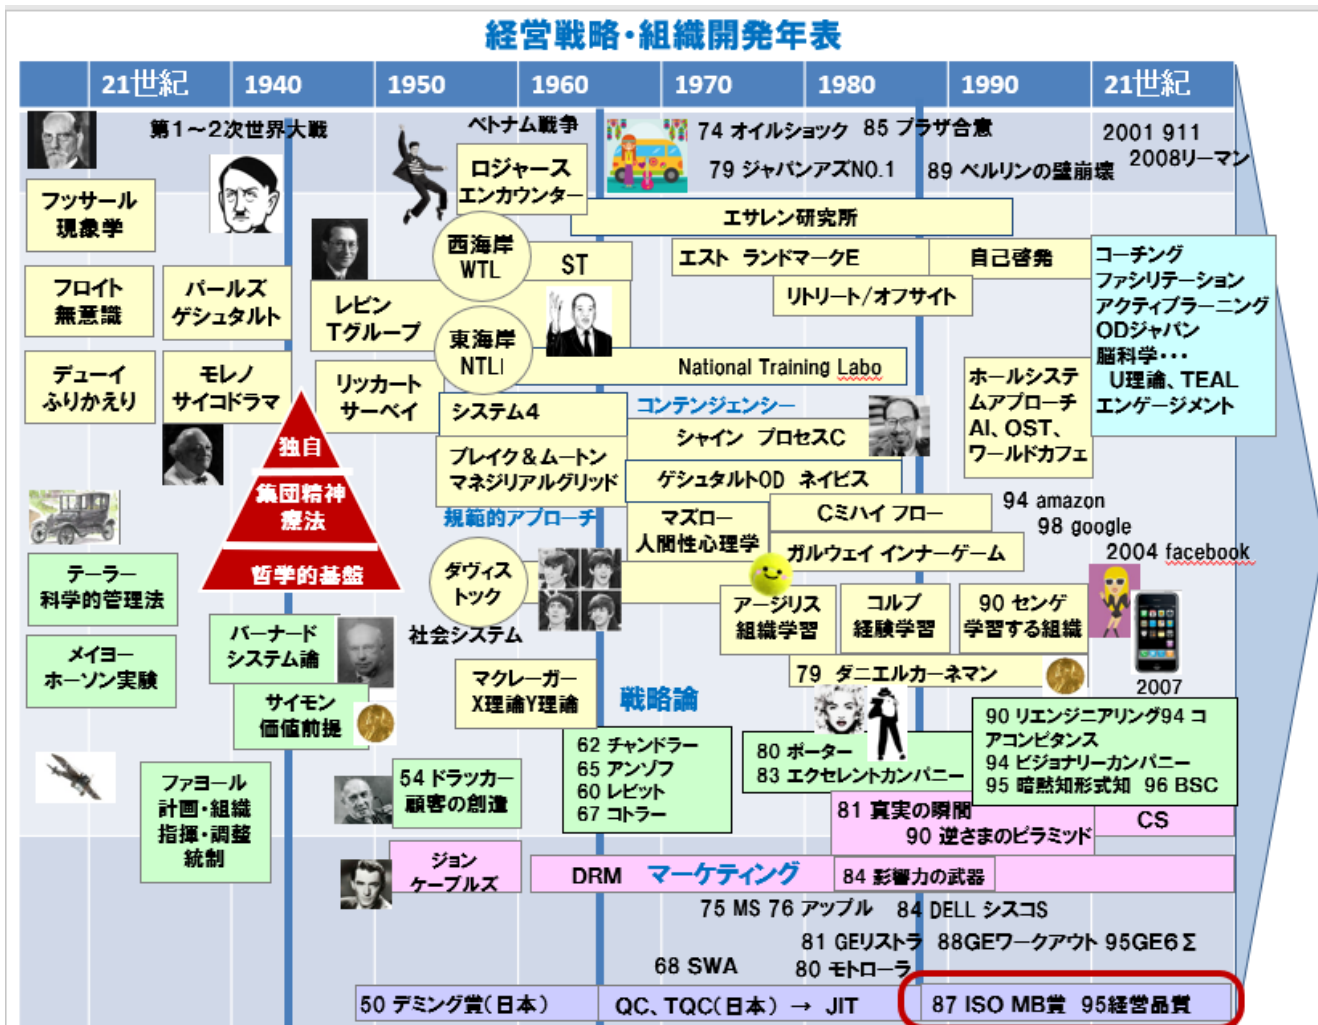 経営戦略・組織開発年表
21世紀
1940
1950
1960
1970
1980
1990
21世紀
第1～2次世界大戦
ベトナム戦争
74 オイルショック
85 プラザ合意
79 ジャパンアズNO.1
89 ベルリンの壁崩壊
2001 911
2008リーマン
フッサール
現象学
ロジャース
エンカウンター
エサレン研究所
西海岸
WTL
ST
エスト ランドマークE
自己啓発
リトリート/オフサイト
コーチング
ファシリテーション
アクティブラーニング
ODジャパン
脳科学・・・
U理論、TEAL
エンゲージメント
フロイト
無意識
パールズ
ゲシュタルト
レビン
Tグループ
東海岸
NTLI
National Training Labo
デューイ
ふりかえり
モレノ
サイコドラマ
リッカート
サーベイ
システム4
コンテンジェンシー
シャイン プロセスC
ホールシステ
ムアプローチ
AI、OST、
ワールドカフェ
独自
集団精神
療法
哲学的基盤
ブレイク＆ムートン
マネジリアルグリッド
ゲシュタルトOD ネイビス
規範的アプローチ
マズロー
人間性心理学
Cミハイ フロー
ガルウェイ インナーゲーム
94 amazon
98 google
2004 facebook
テーラー
科学的管理法
ダヴィス
トック
社会システム
アージリス
組織学習
コルブ
経験学習
90 センゲ
学習する組織
メイヨー
ホーソン実験
バーナード
システム論
79 ダニエルカーネマン
2007
サイモン
価値前提
マクレーガー
X理論Y理論
戦略論
62 チャンドラー
65 アンゾフ
60 レビット
67 コトラー
80 ポーター
83 エクセレントカンパニー
90 リエンジニアリング94 コ
アコンピタンス
94 ビジョナリーカンパニー
95 暗黙知形式知 96 BSC
ファヨール
計画・組織
指揮・調整
統制
54 ドラッカー
顧客の創造
81 真実の瞬間
90 逆さまのピラミッド
CS
ジョン
ケープルズ
DRM
マーケティング
84 影響力の武器
75 MS 76 アップル
84 DELL シスコS
81 GEリストラ
88GEワークアウト 95GE6Σ
68 SWA
80 モトローラ
50 デミング賞(日本)
QC、TQC(日本) → JIT
87 ISO MB賞 95経営品質